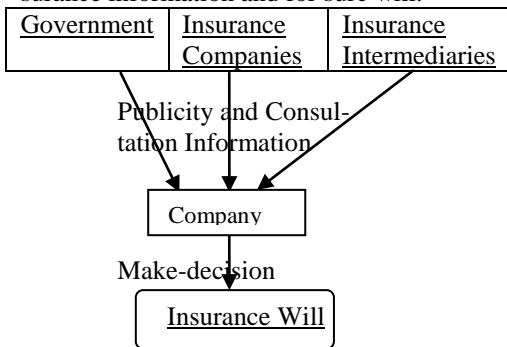 surance information and for sure will.
Government
Insurance Companies
Insurance Intermediaries
Publicity and Consul-
tation Information
Company
Make-decision
Insurance Will